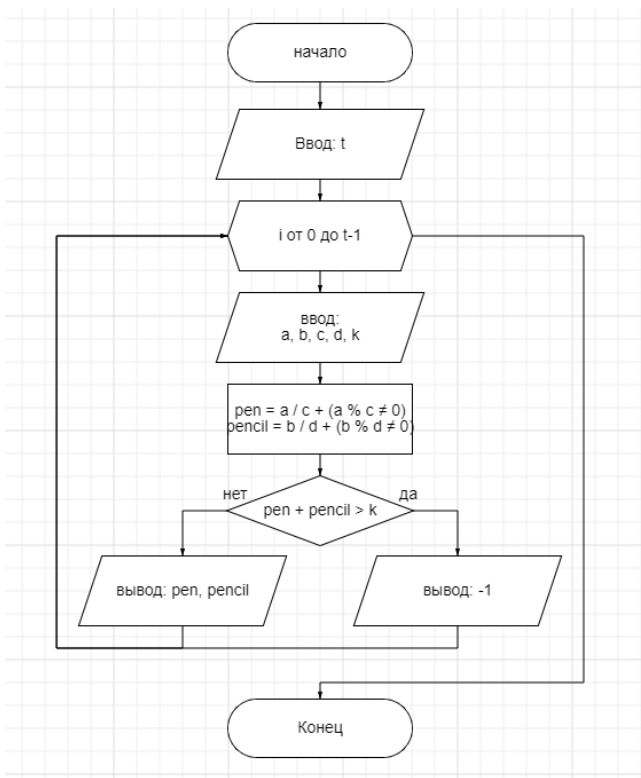 начало
Ввод: t
i от 0 до t-1
ввод:
a, b, c, d, k
pen = a / c + (a % c ≠ 0)
pencil = b / d + (b % d ≠ 0)
нет
да
pen + pencil > k
вывод: pen, pencil
вывод: -1
Конец